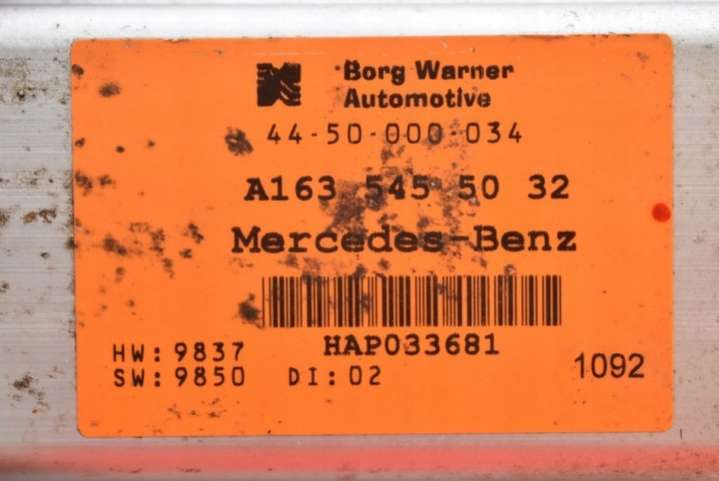 Borg Warner
Automotive
44-50-000-034
A163 545 50 32
Mercedes-Benz
HAP033681
HW:9837
SW:9850 DI:02
1092